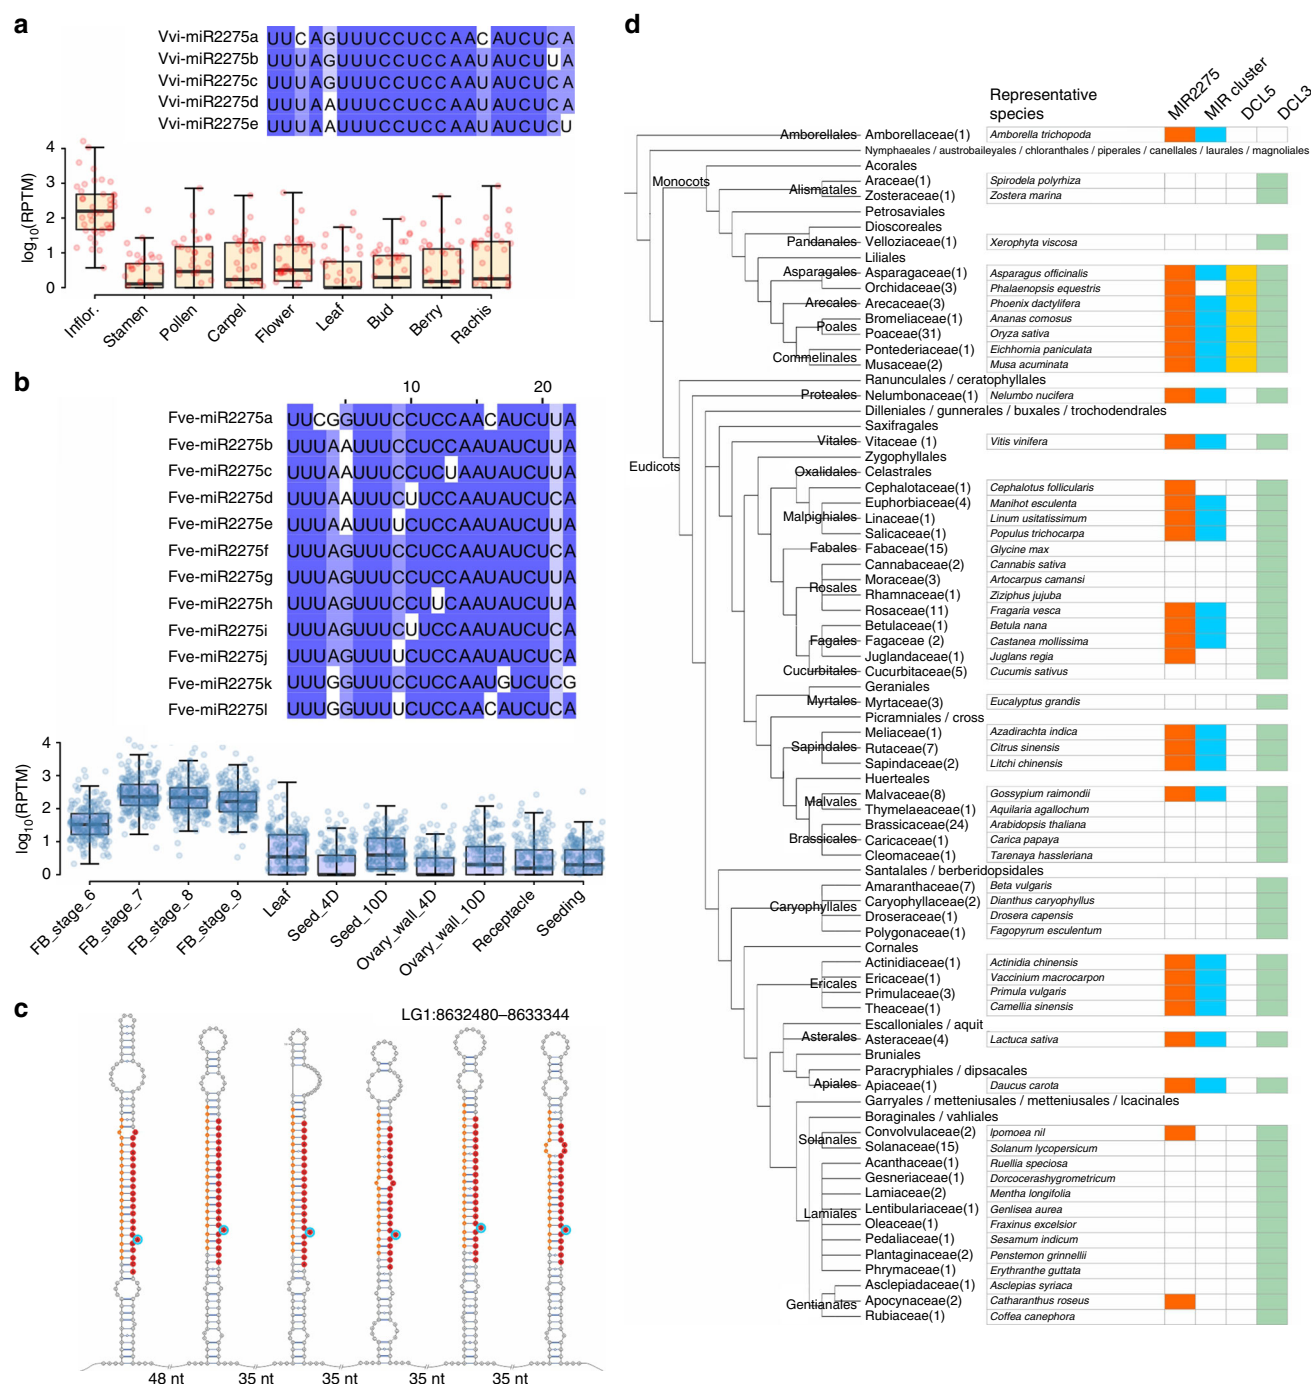 a
Vvi-miR2275a UUCAGUUUCCUCCAACAUCUCA
Vvi-miR2275b UUUAGUUUCCUCCAAUAUCUUA
Vvi-miR2275c UUUAGUUUCCUCCAAUAUCUCA
Vvi-miR2275d UUUAAUUUCCUCCAAUAUCUCA
Vvi-miR2275e UUUAAUUUCCUCCAAUAUCUCU
log10(RPTM)
4
3
2
1
0
Inflor.
Stamen
Pollen
Carpel
Flower
Leaf
Bud
Berry
Rachis
b
10 20
Fve-miR2275a UUCGGUUUCCUCCAACAUCUUA
Fve-miR2275b UUUAAUUUCCUCCAAUAUCUUA
Fve-miR2275c UUUAAUUUCCUCUAAUAUCUUA
Fve-miR2275d UUUAAUUUCUUCCAAUAUCUCA
Fve-miR2275e UUUAAUUUUCUCCAAUAUCUUA
Fve-miR2275f UUUAGUUUCCUCCAAUAUCUCA
Fve-miR2275g UUUAGUUUCCUCCAAUAUCUUA
Fve-miR2275h UUUAGUUUCCUUCAAUAUCUUA
Fve-miR2275i UUUAGUUUCUUCCAAUAUCUCA
Fve-miR2275j UUUAGUUUUCUCCAAUAUCUCA
Fve-miR2275k UUUGGUUUCCUCCAAUGUCUCG
Fve-miR2275l UUUGGUUUUCUCCAACAUCUCA
log10(RPTM)
4
3
2
1
0
FB_stage_6
FB_stage_7
FB_stage_8
FB_stage_9
Leaf
Seed_4D
Seed_10D
Ovary_wall_4D
Ovary_wall_10D
Receptacle
Seeding
c
LG1:8632480–8633344
48 nt 35 nt 35 nt 35 nt 35 nt
d
Representative species
MIR2275
MIR cluster
DCL5
DCL3
Amborellales Amborellaceae(1) Amborella trichopoda
Nymphaeales / austrobaileyales / chloranthales / piperales / canellales / laurales / magnoliales
Monocots
Acorales
Alismatales
Araceae(1) Spirodela polyrhiza
Zosteraceae(1) Zostera marina
Petrosaviales
Dioscoreales
Pandanales Velloziaceae(1) Xerophyta viscosa
Liliales
Asparagales Asparagaceae(1) Asparagus officinalis
Orchidaceae(3) Phalaenopsis equestris
Arecales Arecaceae(3) Phoenix dactylifera
Poales
Bromeliaceae(1) Ananas comosus
Poaceae(31) Oryza sativa
Commelinales
Pontederiaceae(1) Eichhornia paniculata
Musaceae(2) Musa acuminata
Ranunculales / ceratophyllales
Proteales Nelumbonaceae(1) Nelumbo nucifera
Dilleniales / gunnerales / buxales / trochodendrales
Saxifragales
Vitales Vitaceae (1) Vitis vinifera
Eudicots
Zygophyllales
Oxalidales Celastrales
Malpighiales
Cephalotaceae(1) Cephalotus follicularis
Euphorbiaceae(4) Manihot esculenta
Linaceae(1) Linum usitatissimum
Salicaceae(1) Populus trichocarpa
Fabales Fabaceae(15) Glycine max
Rosales
Cannabaceae(2) Cannabis sativa
Moraceae(3) Artocarpus camansi
Rhamnaceae(1) Ziziphus jujuba
Rosaceae(11) Fragaria vesca
Fagales
Betulaceae(1) Betula nana
Fagaceae (2) Castanea mollissima
Juglandaceae(1) Juglans regia
Cucurbitales Cucurbitaceae(5) Cucumis sativus
Geraniales
Myrtales Myrtaceae(3) Eucalyptus grandis
Picramniales / cross
Sapindales
Meliaceae(1) Azadirachta indica
Rutaceae(7) Citrus sinensis
Sapindaceae(2) Litchi chinensis
Huerteales
Malvales
Malvaceae(8) Gossypium raimondii
Thymelaeaceae(1) Aquilaria agallochum
Brassicales
Brassicaceae(24) Arabidopsis thaliana
Caricaceae(1) Carica papaya
Cleomaceae(1) Tarenaya hassleriana
Santalales / berberidopsidales
Caryophyllales
Amaranthaceae(7) Beta vulgaris
Caryophyllaceae(2) Dianthus caryophyllus
Droseraceae(1) Drosera capensis
Polygonaceae(1) Fagopyrum esculentum
Cornales
Ericales
Actinidiaceae(1) Actinidia chinensis
Ericaceae(1) Vaccinium macrocarpon
Primulaceae(3) Primula vulgaris
Theaceae(1) Camellia sinensis
Escalloniales / aquit
Asterales Asteraceae(4) Lactuca sativa
Bruniales
Paracryphiales / dipsacales
Apiales Apiaceae(1) Daucus carota
Garryales / metteniusales / metteniusales / Icacinales
Boraginales / vahliales
Solanales
Convolvulaceae(2) Ipomoea nil
Solanaceae(15) Solanum lycopersicum
Lamiales
Acanthaceae(1) Ruellia speciosa
Gesneriaceae(1) Dorcocerashygrometricum
Lamiaceae(2) Mentha longifolia
Lentibulariaceae(1) Genlisea aurea
Oleaceae(1) Fraxinus excelsior
Pedaliaceae(1) Sesamum indicum
Plantaginaceae(2) Penstemon grinnellii
Phrymaceae(1) Erythranthe guttata
Gentianales
Asclepiadaceae(1) Asclepias syriaca
Apocynaceae(2) Catharanthus roseus
Rubiaceae(1) Coffea canephora